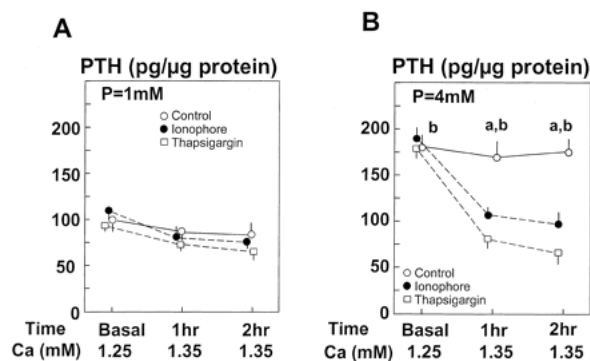 A
PTH (pg/µg protein)
P=1mM
Control
Ionophore
Thapsigargin
200
150
100
50
Time Basal 1hr 2hr
Ca (mM) 1.25 1.35 1.35
B
PTH (pg/µg protein)
P=4mM
b a,b a,b
200
150
100
50
Control
Ionophore
Thapsigargin
Time Basal 1hr 2hr
Ca (mM) 1.25 1.35 1.35